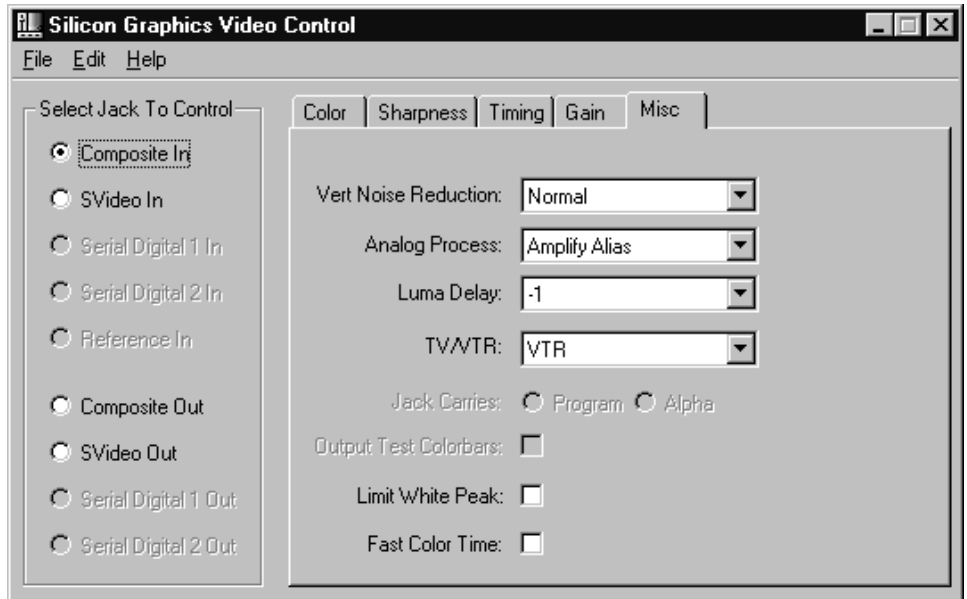 Silicon Graphics Video Control
File Edit Help
Select Jack To Control
Composite In
SVideo In
Serial Digital 1 In
Serial Digital 2 In
Reference In
Composite Out
SVideo Out
Serial Digital 1 Out
Serial Digital 2 Out
Color Sharpness Timing Gain Misc
Vert Noise Reduction: Normal
Analog Process: Amplify Alias
Luma Delay: -1
TV/VTR: VTR
Jack Carries: Program Alpha
Output Test Colorbars:
Limit White Peak:
Fast Color Time: